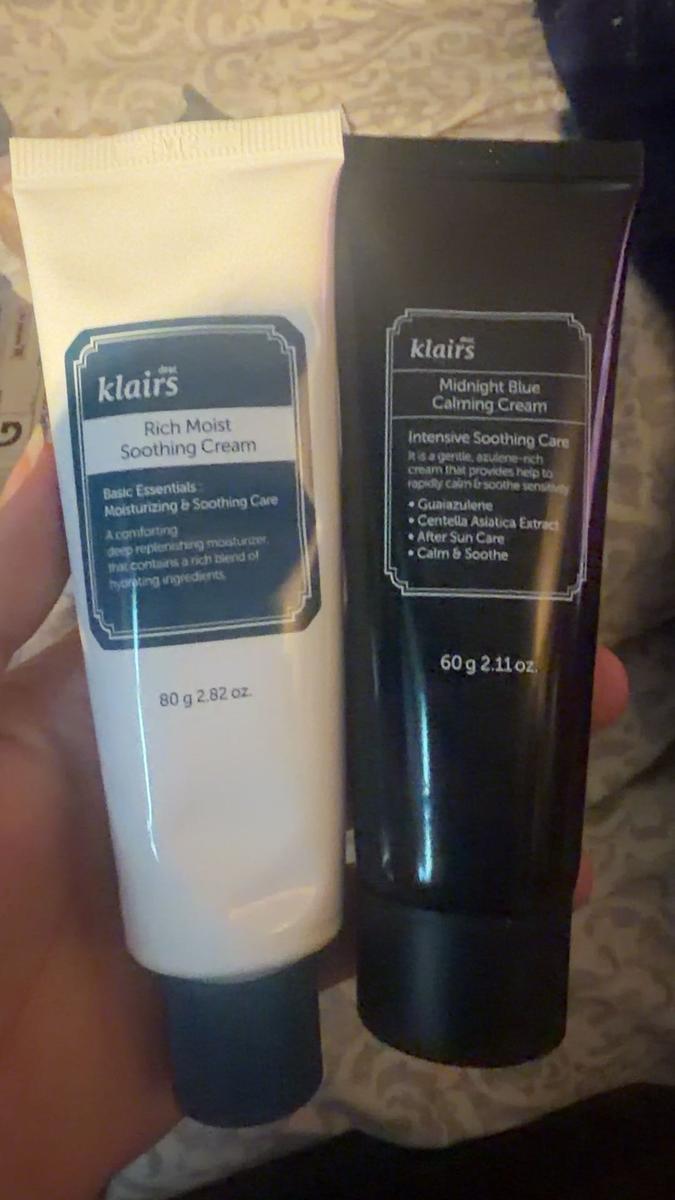 dear
klairs
Rich Moist
Soothing Cream
Basic Essentials :
Moisturizing & Soothing Care
A comforting
deep replenishing moisturizer,
that contains a rich blend of
hydrating ingredients.
80 g 2.82 oz.
dear
klairs
Midnight Blue
Calming Cream
Intensive Soothing Care
It is a gentle, azulene-rich
cream that provides help to
rapidly calm & soothe sensitivity
• Guaiazulene
• Centella Asiatica Extract
• After Sun Care
• Calm & Soothe
60 g 2.11 oz.